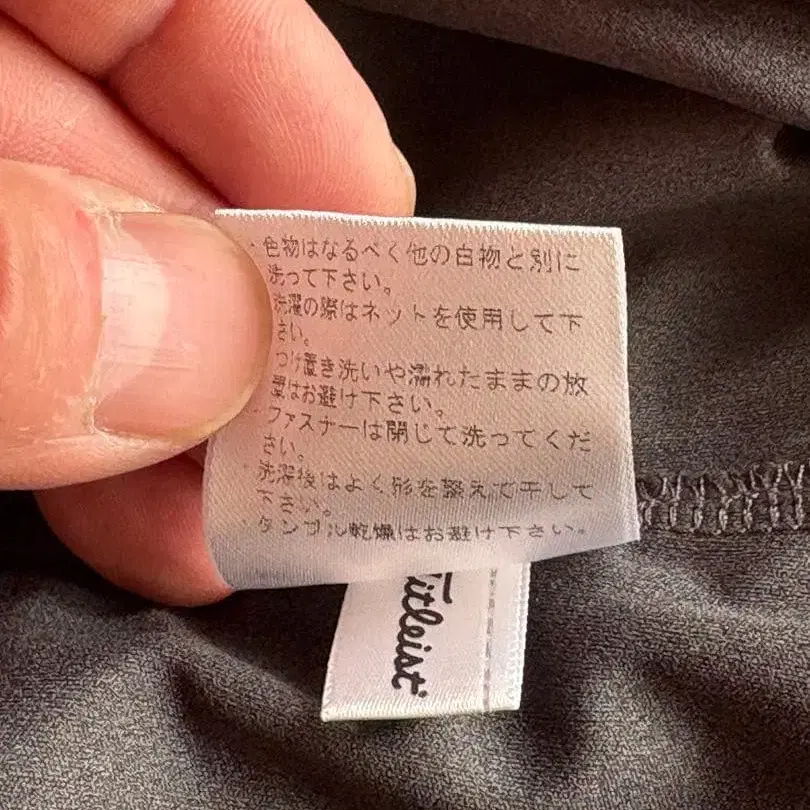 ・色物はなるべく他の白物と別に
洗って下さい。
洗濯の際はネットを使用して下
さい。
つけ置き洗いや濡れたままの放
置はお避け下さい。
・ファスナーは閉じて洗ってくだ
さい。
・洗濯後はよく形を整えて干して
下さい。
・タンブル乾燥はお避け下さい。
Titleist